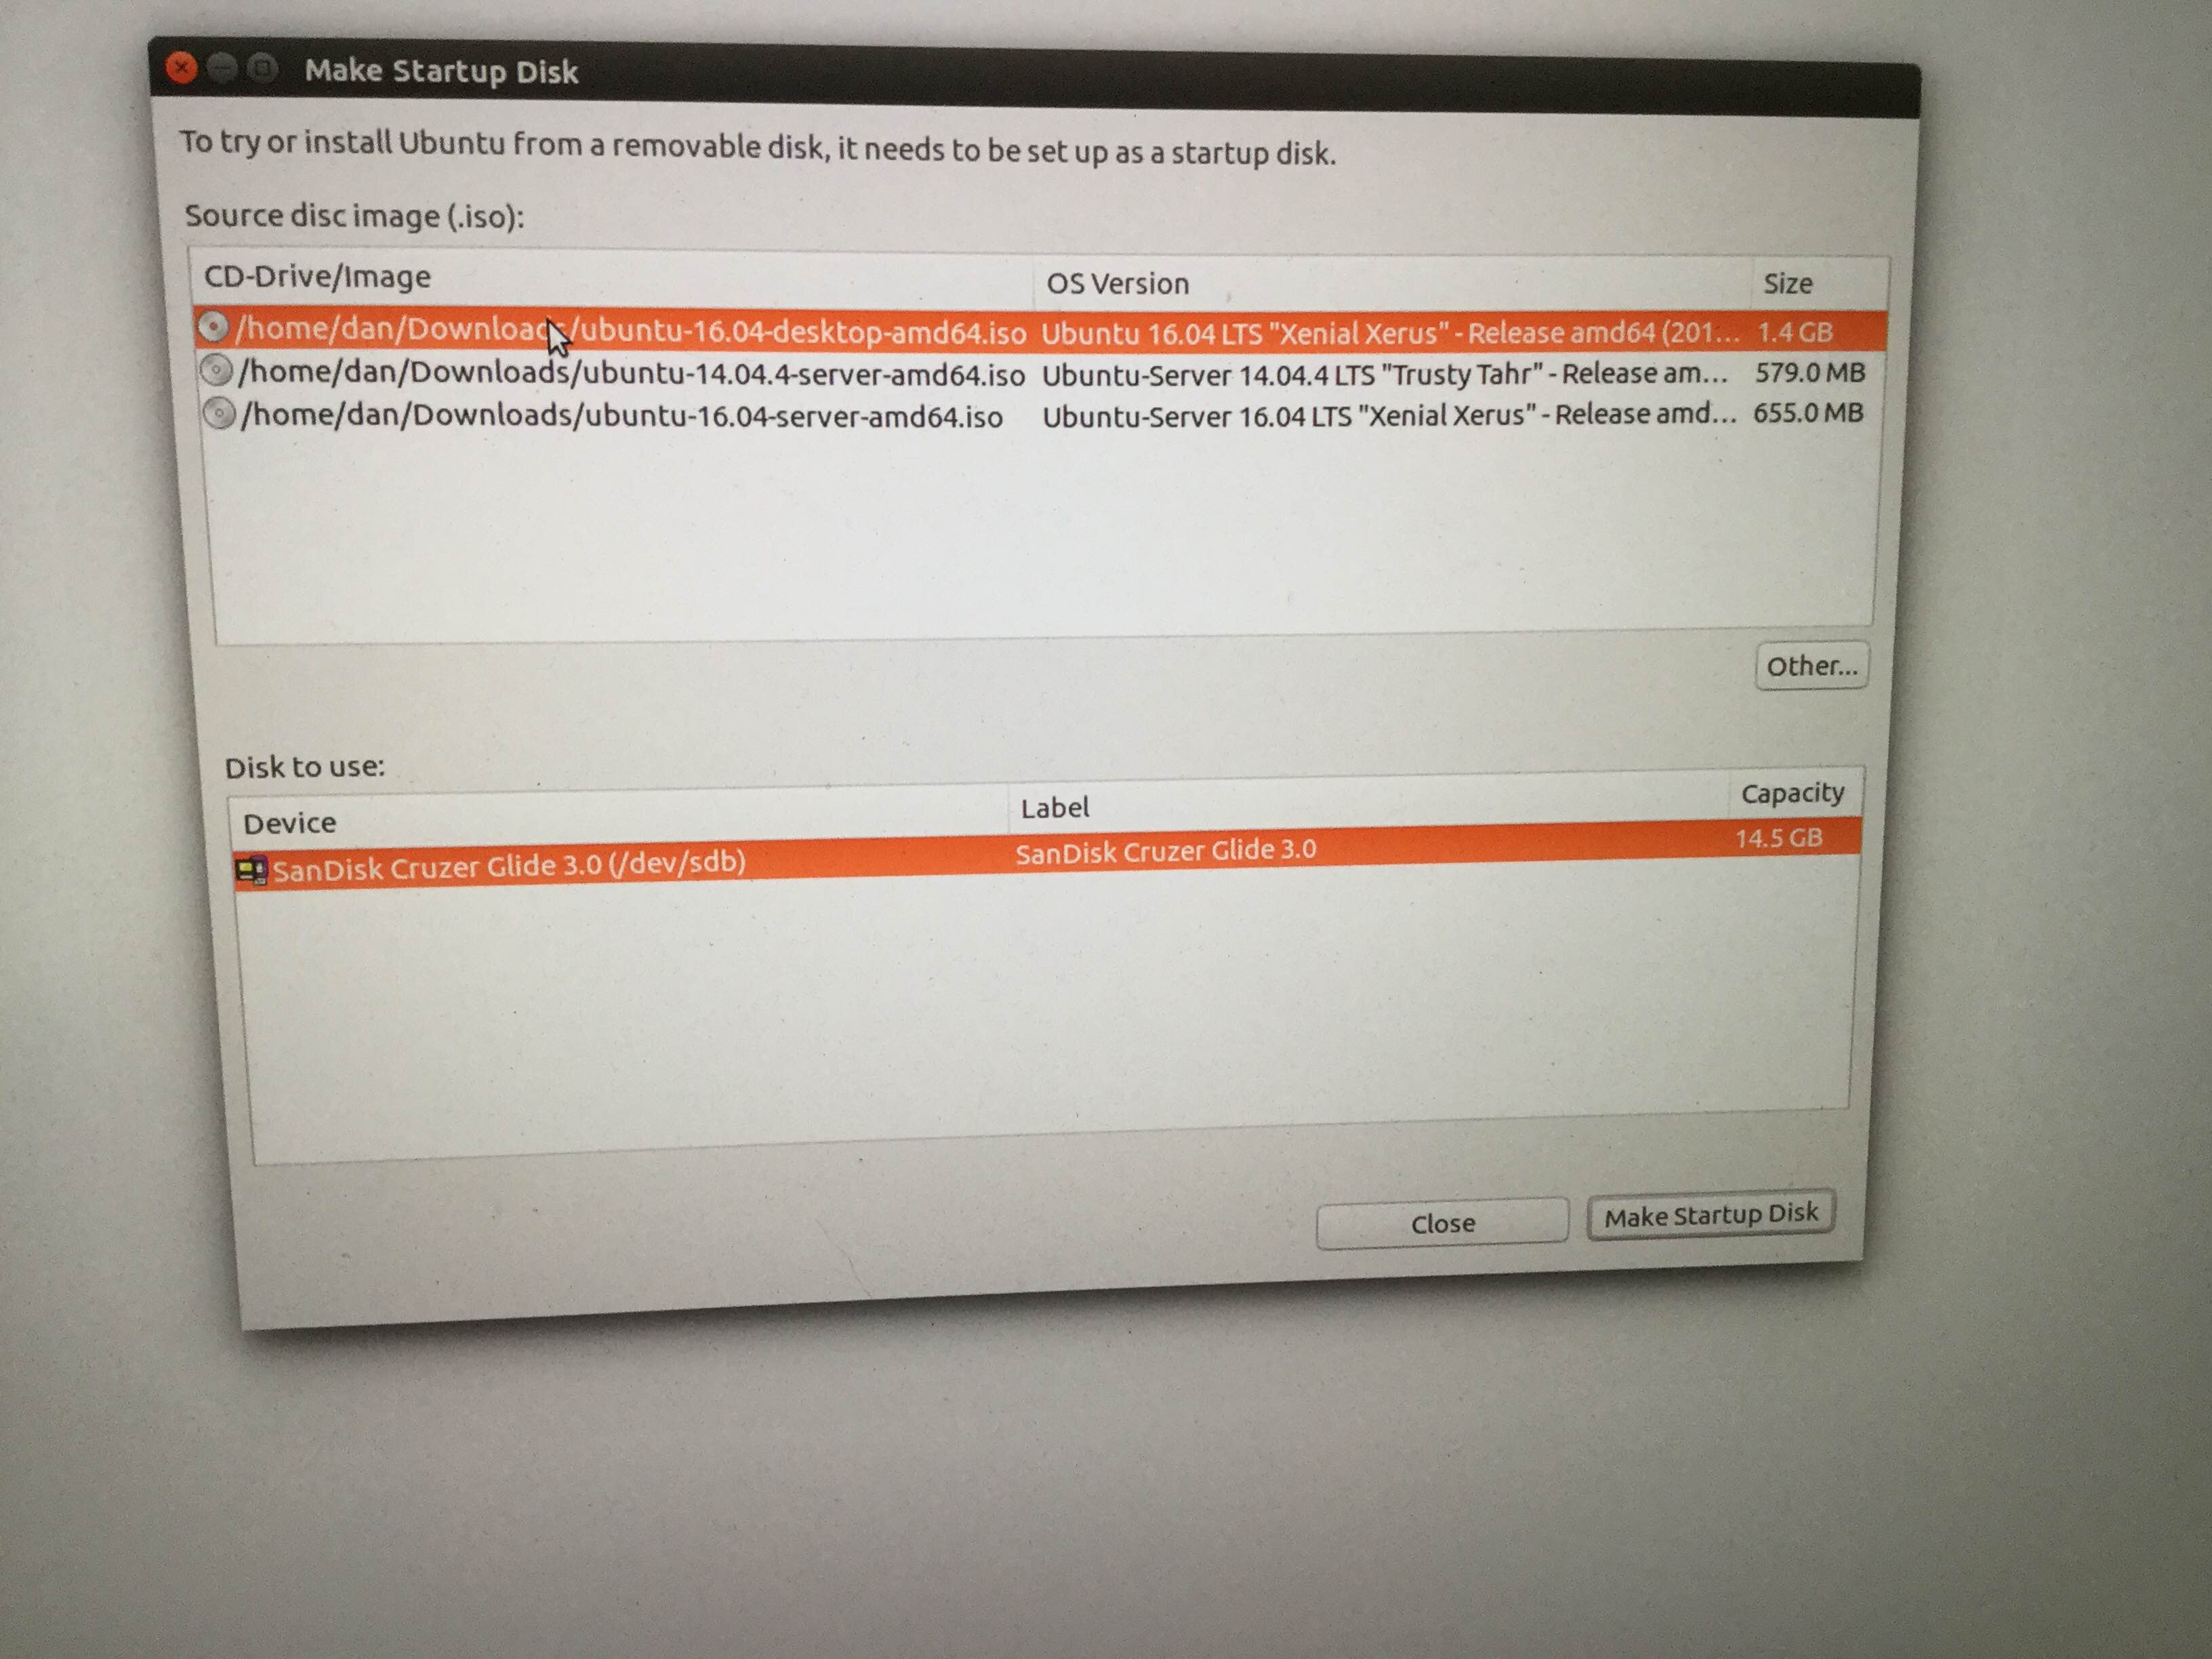 Make Startup Disk
To try or install Ubuntu from a removable disk, it needs to be set up as a startup disk.
Source disc image (.iso):
CD-Drive/Image OS Version Size
/home/dan/Downloads/ubuntu-16.04-desktop-amd64.iso Ubuntu 16.04 LTS "Xenial Xerus" - Release amd64 (201... 1.4 GB
/home/dan/Downloads/ubuntu-14.04.4-server-amd64.iso Ubuntu-Server 14.04.4 LTS "Trusty Tahr" - Release am... 579.0 MB
/home/dan/Downloads/ubuntu-16.04-server-amd64.iso Ubuntu-Server 16.04 LTS "Xenial Xerus" - Release amd... 655.0 MB
Other...
Disk to use:
Device Label Capacity
SanDisk Cruzer Glide 3.0 (/dev/sdb) SanDisk Cruzer Glide 3.0 14.5 GB
Close Make Startup Disk